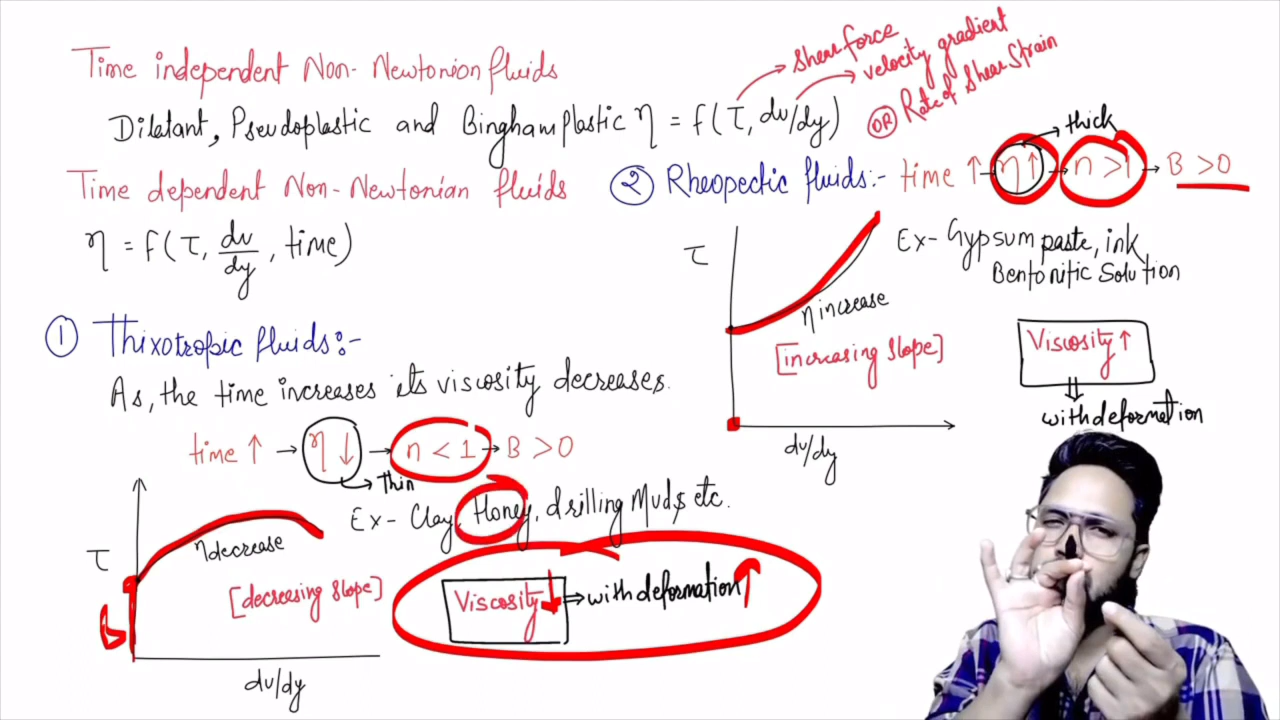 Time independent Non-Newtonion fluids
Dilatant, Pseudoplastic and Bingham plastic η = f(τ, dv/dy)
shear force
velocity gradient
OR Rate of Shear Strain
Time dependent Non-Newtonian fluids
η = f(τ, dv/dy, time)
① Thixotropic fluids:-
As, the time increases its viscosity decreases.
time ↑ → η ↓ → n < 1 → B > 0
Thin
Ex- Clay, Honey, drilling Muds etc.
τ
η decrease
[decreasing slope]
B
dv/dy
Viscosity ↓ ⇒ with deformation ↑
② Rheopectic fluids:- time ↑ → η ↑ → n > 1 → B > 0
thick
Ex- Gypsum paste, ink
Bentonitic Solution
τ
η increase
[increasing slope]
dv/dy
Viscosity ↑
with deformation